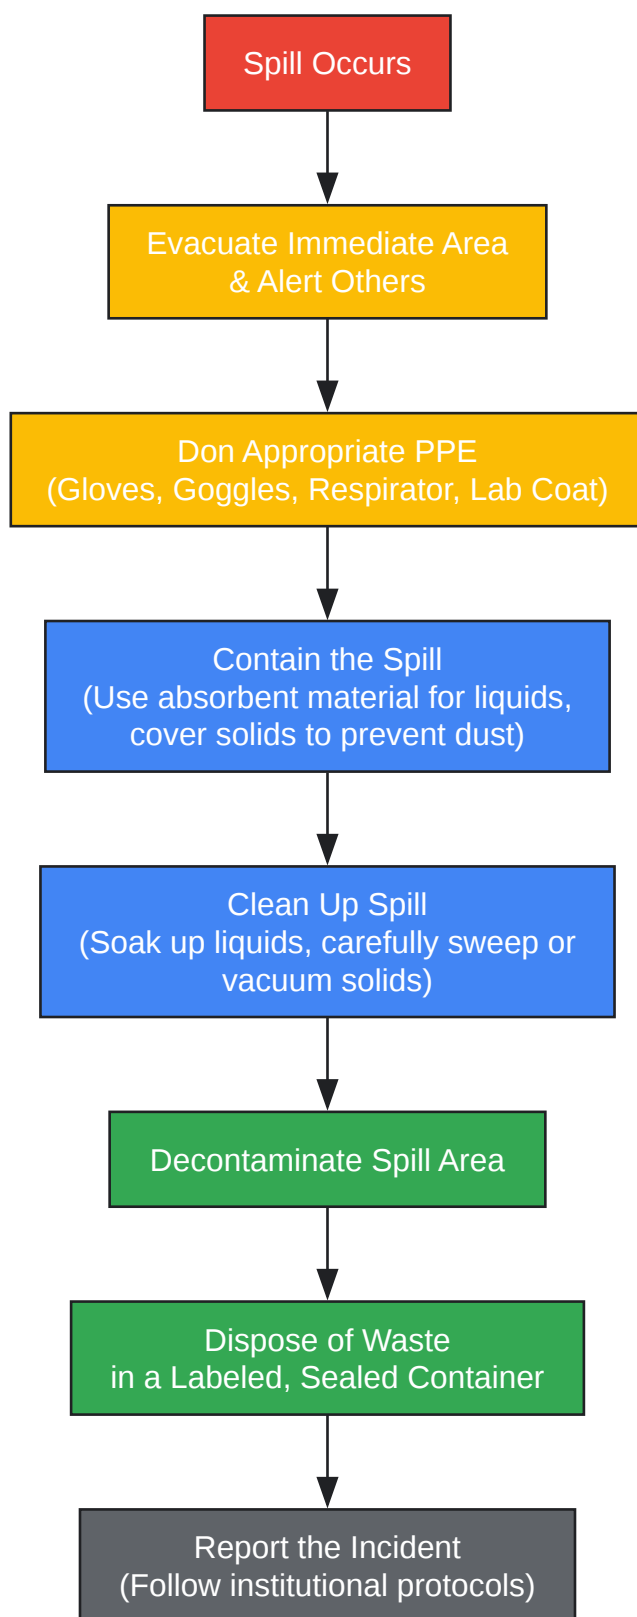 Spill Occurs
Evacuate Immediate Area
& Alert Others
Don Appropriate PPE
(Gloves, Goggles, Respirator, Lab Coat)
Contain the Spill
(Use absorbent material for liquids,
cover solids to prevent dust)
Clean Up Spill
(Soak up liquids, carefully sweep or
vacuum solids)
Decontaminate Spill Area
Dispose of Waste
in a Labeled, Sealed Container
Report the Incident
(Follow institutional protocols)